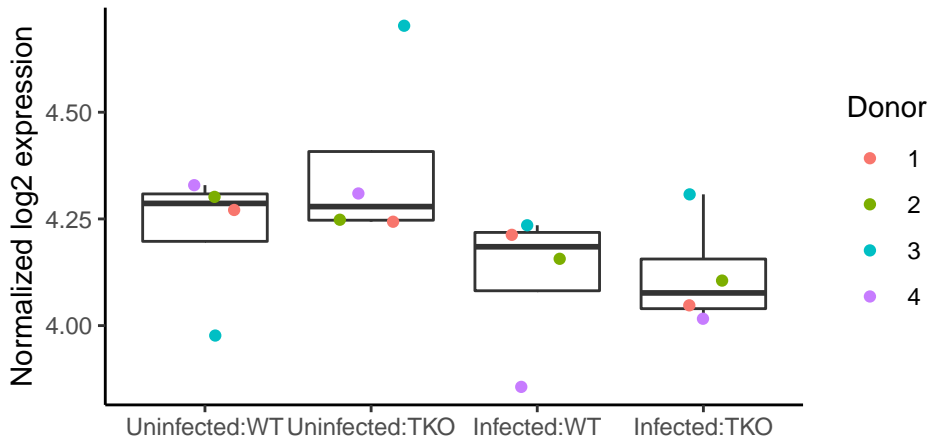 Normalized log2 expression
4.50
4.25
4.00
Uninfected:WT
Uninfected:TKO
Infected:WT
Infected:TKO
Donor
1
2
3
4